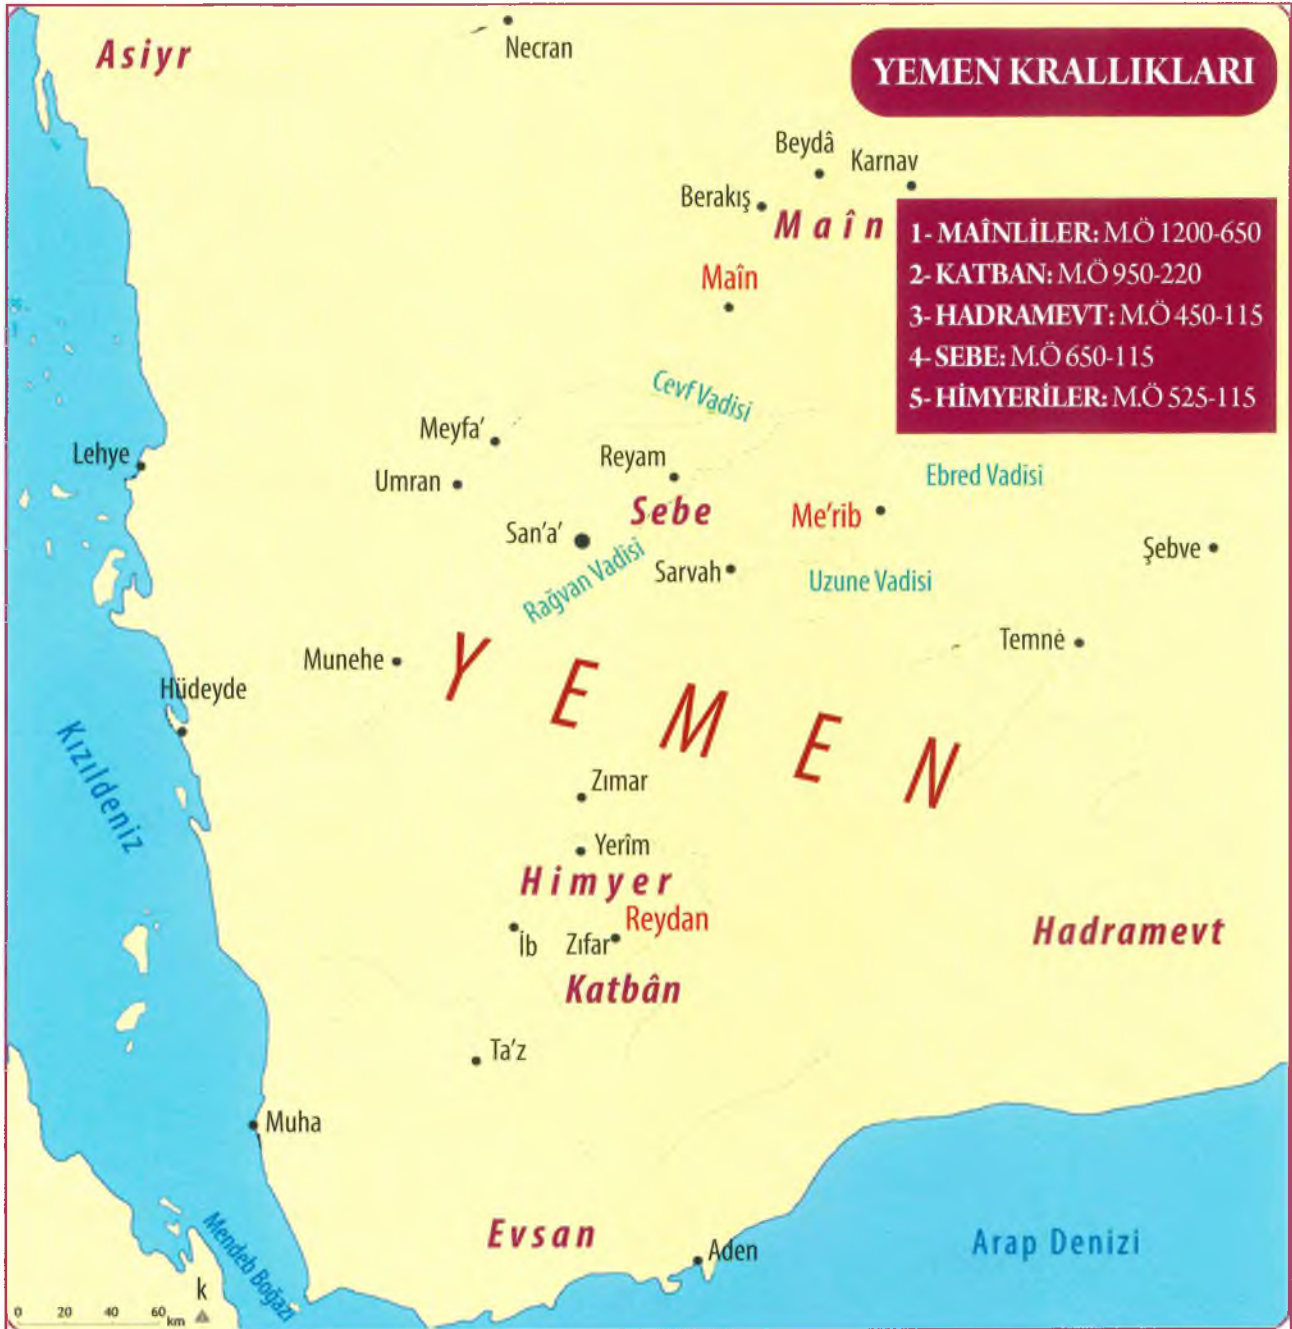 Asiyr
Necran
YEMEN KRALLIKLARI
Beydâ
Karnav
Berakış
Maîn
1- MAÎNLİLER: M.Ö 1200-650
2- KATBAN: M.Ö 950-220
3- HADRAMEVT: M.Ö 450-115
4- SEBE: M.Ö 650-115
5- HİMYERİLER: M.Ö 525-115
Maîn
Cevf Vadisi
Meyfa'
Lehye
Reyam
Umran
Ebred Vadisi
Sebe
Me'rib
San'a'
Şebve
Sarvah
Rağvan Vadisi
Uzune Vadisi
Temnė
Munehe
YEMEN
Hüdeyde
Kızıldeniz
Zımar
Yerîm
Himyer
Reydan
İb
Zıfar
Hadramevt
Katbân
Ta'z
Muha
Evsan
Mendeb Boğazı
Aden
Arap Denizi
k
0 20 40 60 km